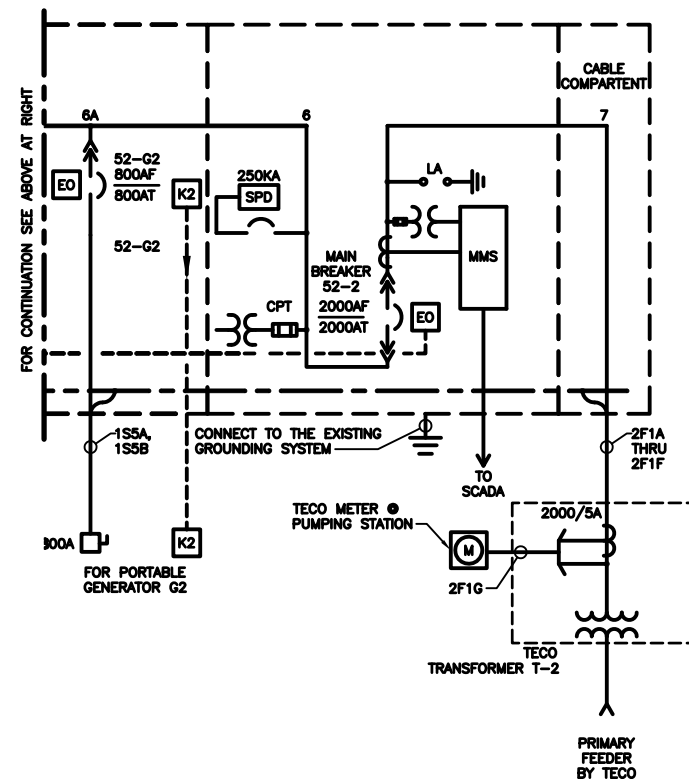 FOR CONTINUATION SEE ABOVE AT RIGHT
CABLE
COMPARTENT
6A
6
7
52-G2
800AF
800AT
EO
K2
250KA
SPD
LA
52-G2
MAIN
BREAKER
52-2
2000AF
2000AT
MMS
EO
CPT
1S5A,
1S5B
CONNECT TO THE EXISTING
GROUNDING SYSTEM
2F1A
THRU
2F1F
TO
SCADA
TECO METER @
PUMPING STATION
2000/5A
M
2F1G
K2
FOR PORTABLE
GENERATOR G2
TECO
TRANSFORMER T-2
PRIMARY
FEEDER
BY TECO